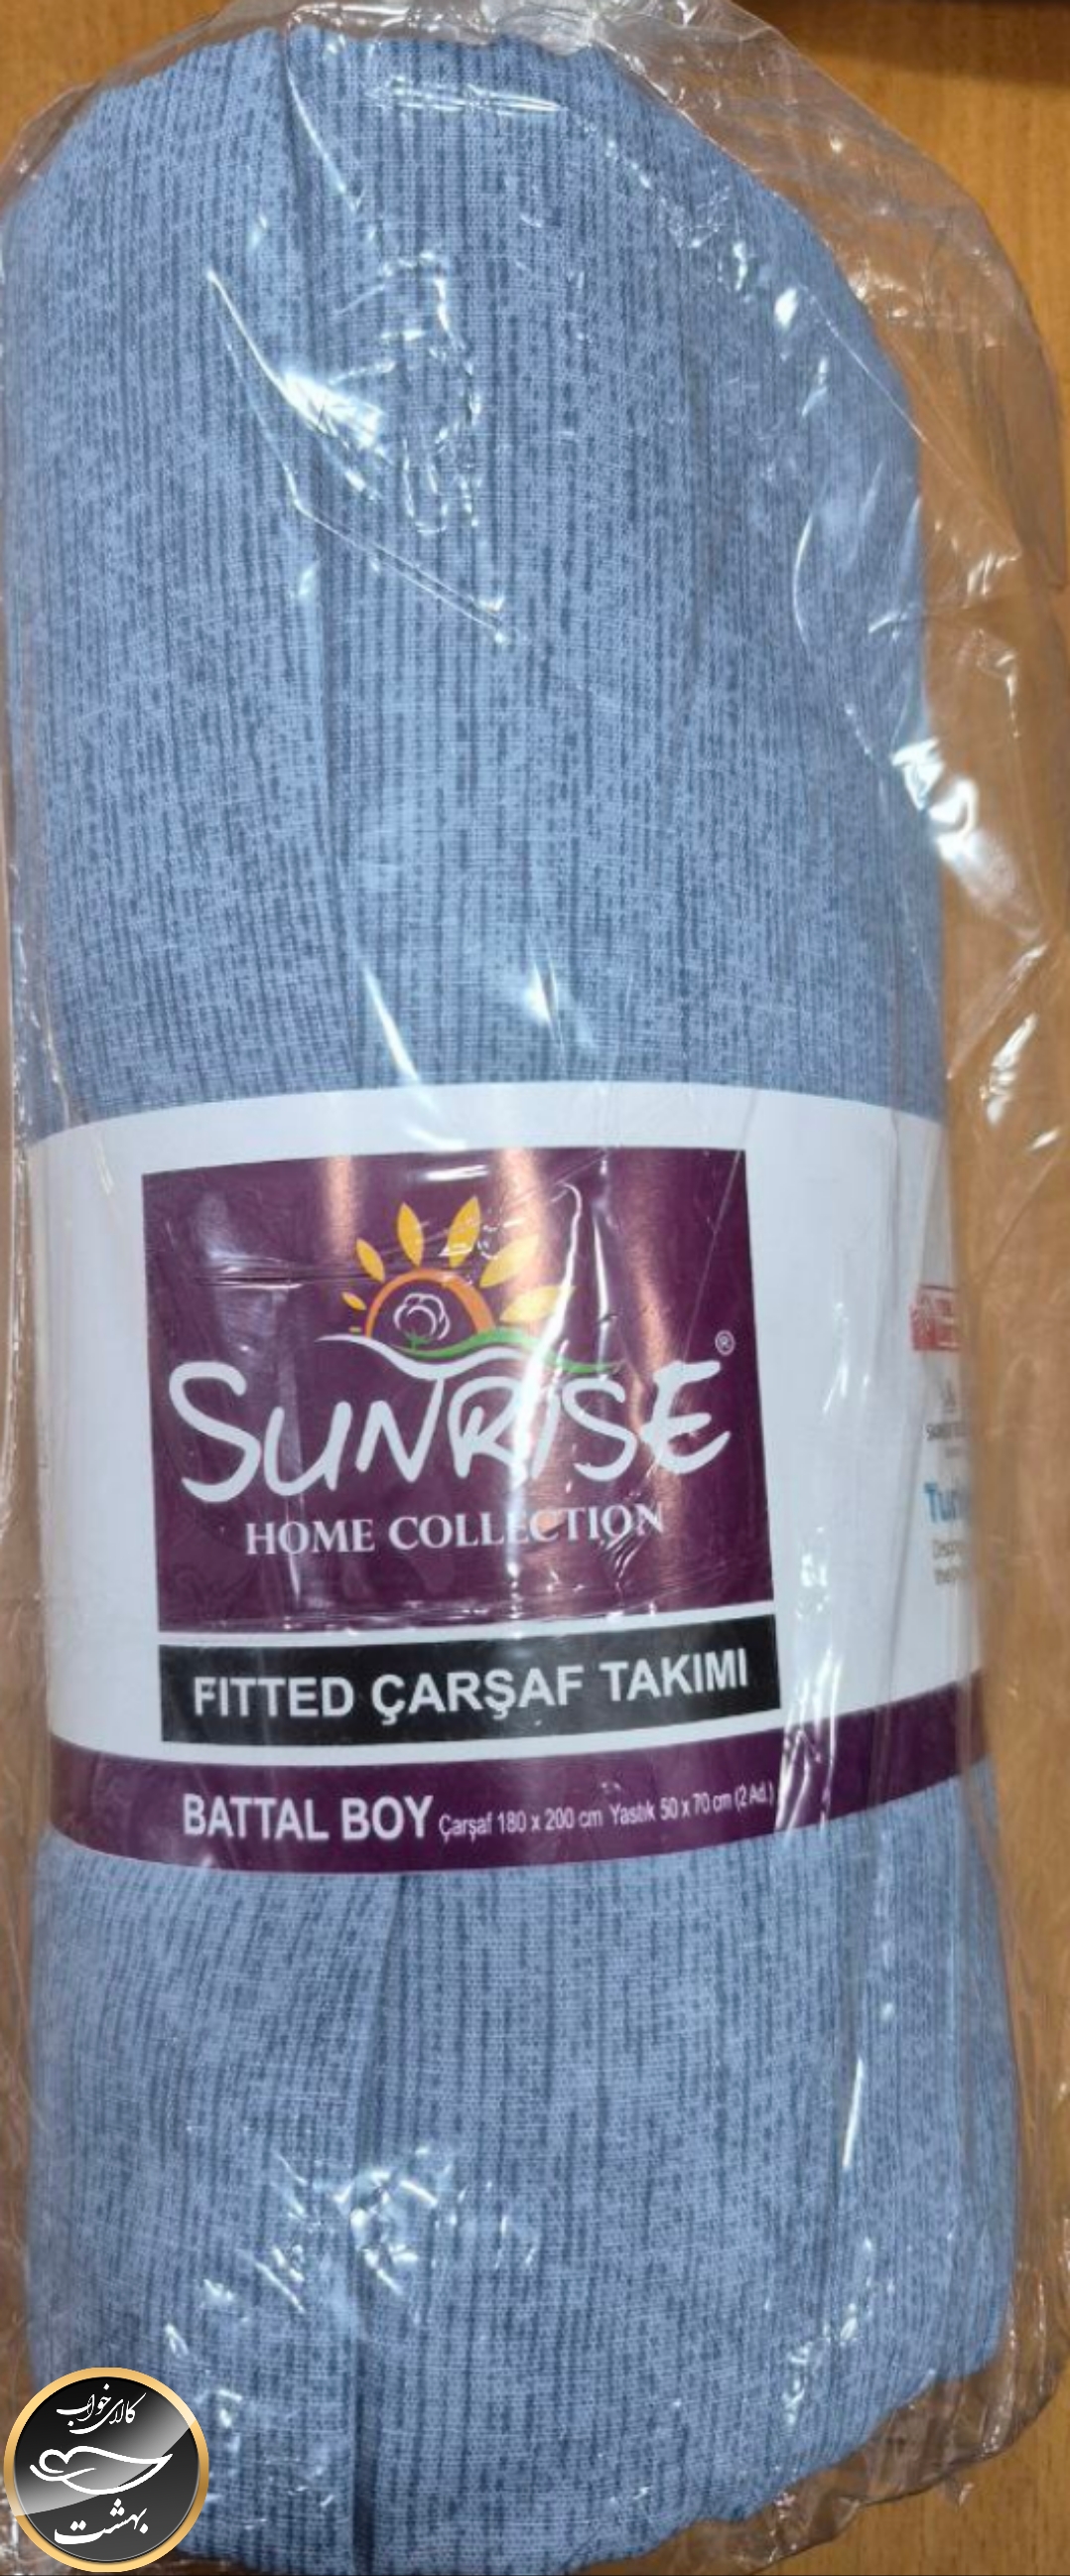 SUNRISE®
HOME COLLECTION
FITTED ÇARŞAF TAKIMI
BATTAL BOY Çarşaf 180 x 200 cm Yastık 50 x 70 cm (2 Ad.)
کالای خواب
بهشت